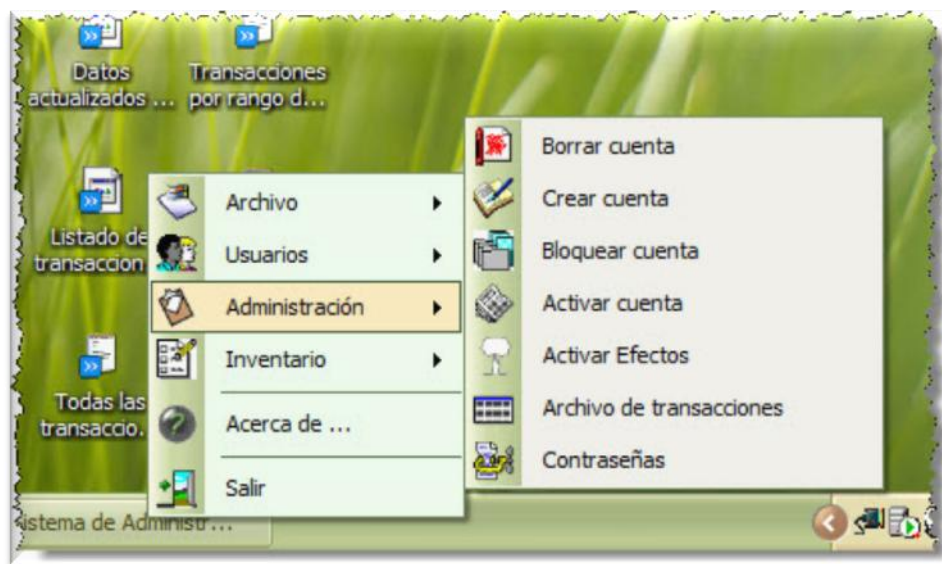 Datos
actualizados ...
Transacciones
por rango d...
Listado de
transaccion
Todas las
transaccio.
Archivo
Usuarios
Administración
Inventario
Acerca de ...
Salir
Borrar cuenta
Crear cuenta
Bloquear cuenta
Activar cuenta
Activar Efectos
Archivo de transacciones
Contraseñas
istema de Administr...